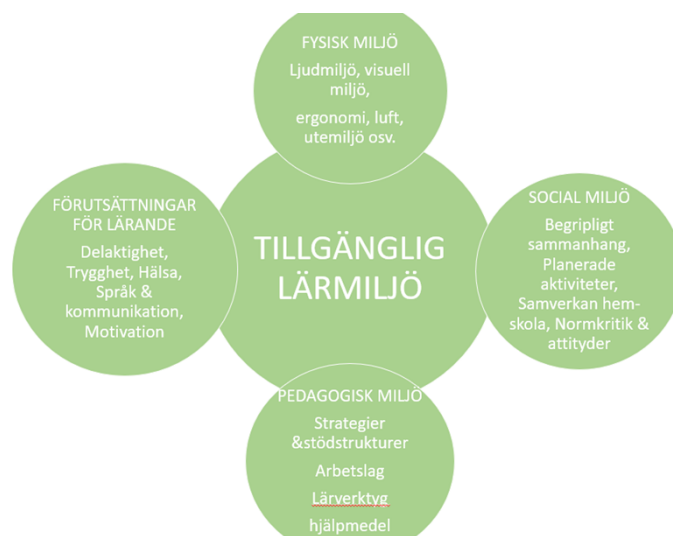 FYSISK MILJÖ
Ljudmiljö, visuell
miljö,
ergonomi, luft,
utemiljö osv.
FÖRUTSÄTTNINGAR
FÖR LÄRANDE
Delaktighet,
Trygghet, Hälsa,
Språk &
kommunikation,
Motivation
TILLGÄNGLIG
LÄRMILJÖ
SOCIAL MILJÖ
Begripligt
sammanhang,
Planerade
aktiviteter,
Samverkan hem-
skola, Normkritik &
attityder
PEDAGOGISK MILJÖ
Strategier
&stödstrukturer
Arbetslag
Lärverktyg
hjälpmedel